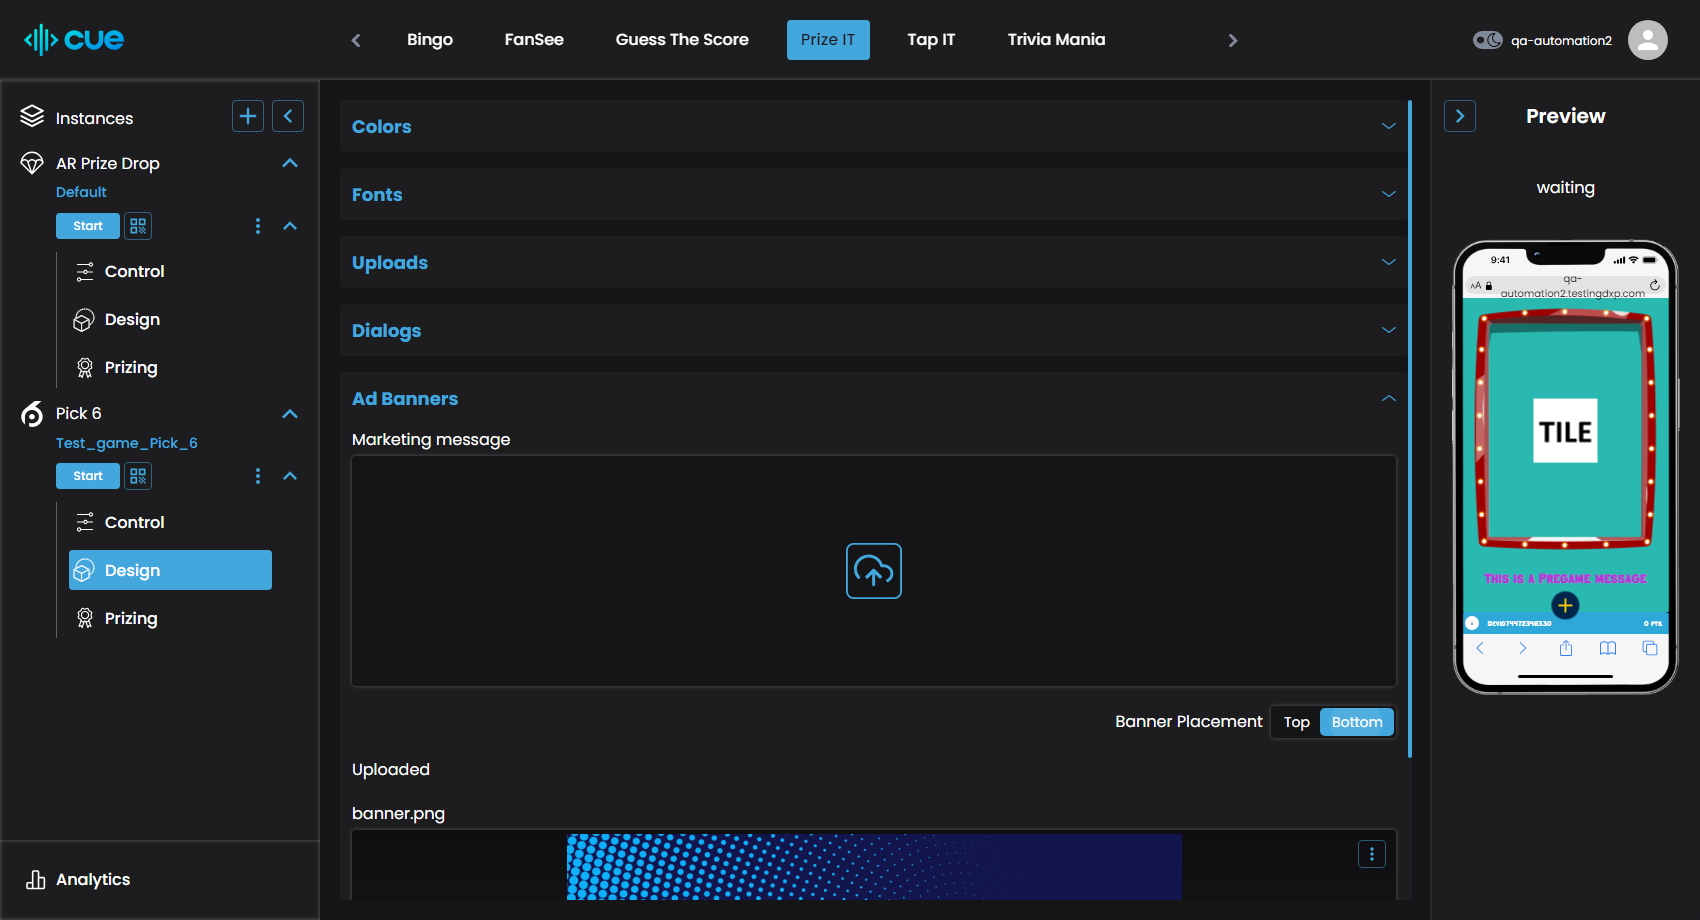 cue
Bingo
FanSee
Guess The Score
Prize IT
Tap IT
Trivia Mania
qa-automation2
Instances
AR Prize Drop
Default
Start
Control
Design
Prizing
Pick 6
Test_game_Pick_6
Start
Control
Design
Prizing
Analytics
Colors
Fonts
Uploads
Dialogs
Ad Banners
Marketing message
Banner Placement
Top
Bottom
Uploaded
banner.png
Preview
waiting
9:41
AA
qa-
automation2.testingdxp.com
TILE
THIS IS A PREGAME MESSAGE
0 PTS.